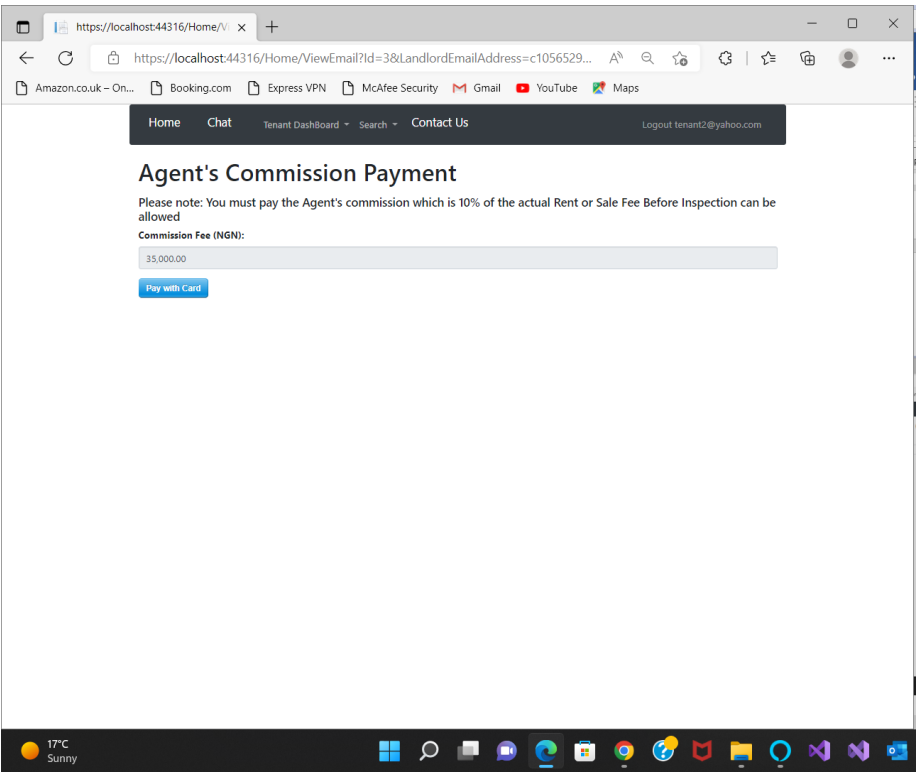 https://localhost:44316/Home/Vi
https://localhost:44316/Home/ViewEmail?Id=3&LandlordEmailAddress=c1056529...
Amazon.co.uk – On... Booking.com Express VPN McAfee Security Gmail YouTube Maps
Home Chat Tenant DashBoard Search Contact Us Logout tenant2@yahoo.com
Agent's Commission Payment
Please note: You must pay the Agent's commission which is 10% of the actual Rent or Sale Fee Before Inspection can be
allowed
Commission Fee (NGN):
35,000.00
Pay with Card
17°C
Sunny